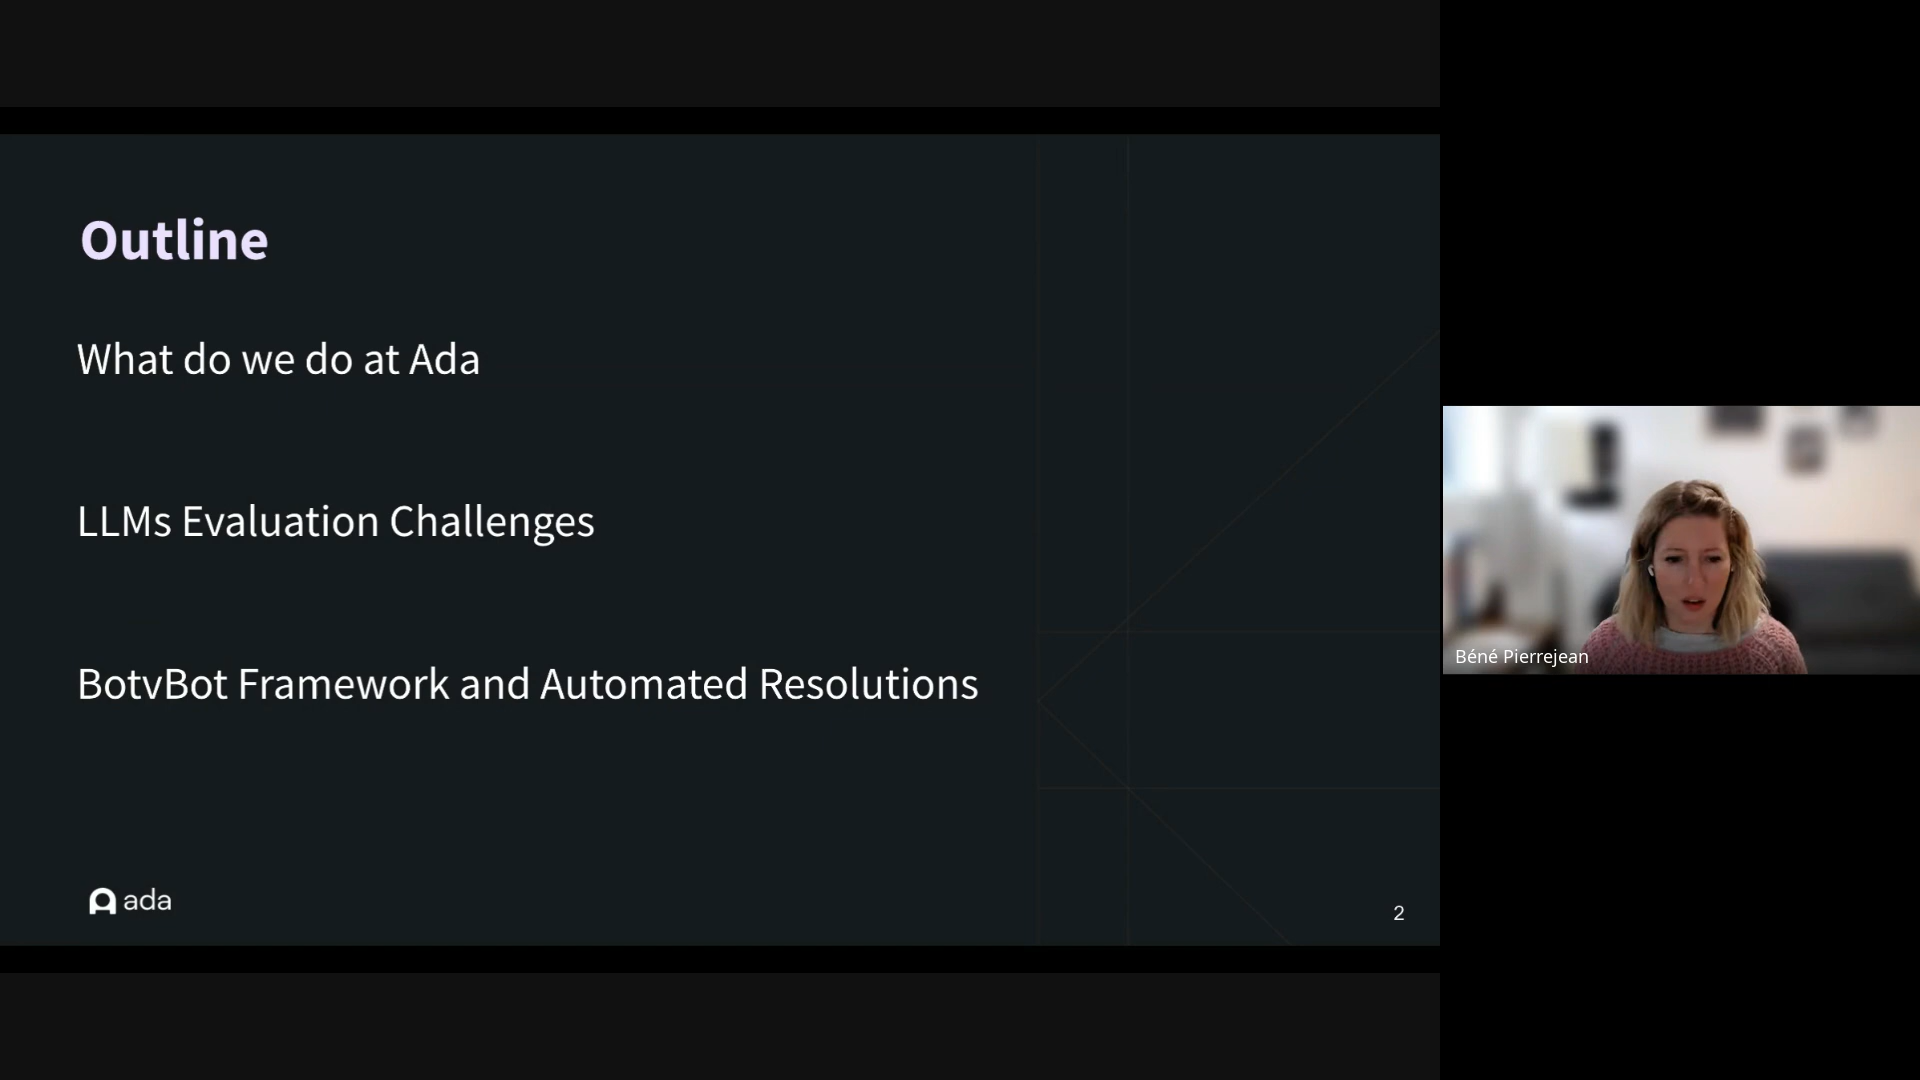 Outline
What do we do at Ada
LLMs Evaluation Challenges
BotvBot Framework and Automated Resolutions
ada
2
Béné Pierrejean